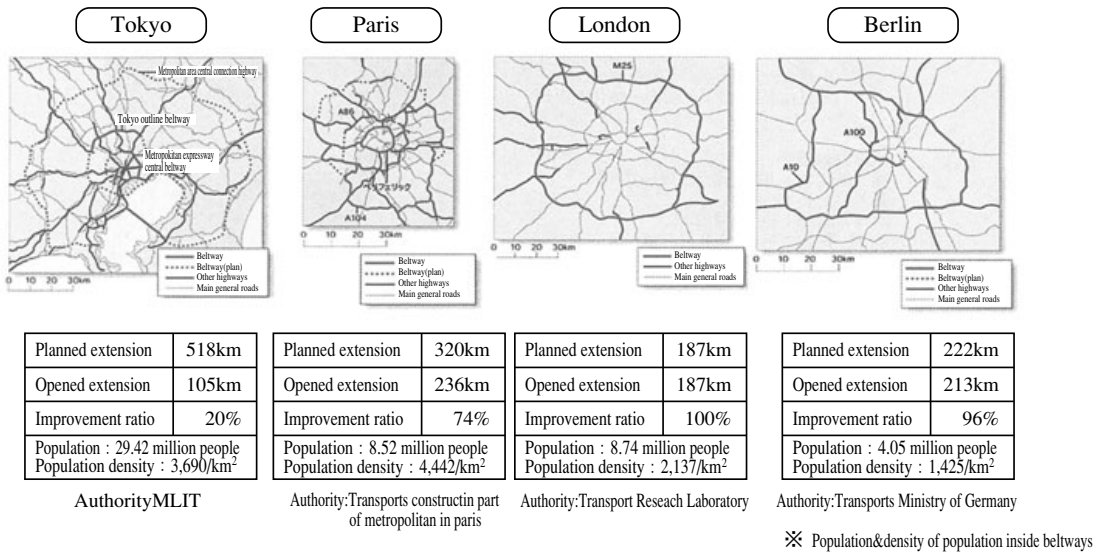 Tokyo
Paris
London
Berlin
Metropolitan area central connection highway
Tokyo outline beltway
Metropokitan expressway
central beltway
0 10 20 30km
Beltway
Beltway(plan)
Other highways
Main general roads
A86
ペリフェリック
A104
0 10 20 30km
Beltway
Beltway(plan)
Other highways
Main general roads
M25
0 10 20 30km
Beltway
Other highways
Main general roads
A100
A10
0 10 20 30km
Beltway
Beltway(plan)
Other highways
Main general roads
Planned extension 518km
Opened extension 105km
Improvement ratio 20%
Population : 29.42 million people
Population density : 3,690/km²
AuthorityMLIT
Planned extension 320km
Opened extension 236km
Improvement ratio 74%
Population : 8.52 million people
Population density : 4,442/km²
Authority:Transports constructin part
of metropolitan in paris
Planned extension 187km
Opened extension 187km
Improvement ratio 100%
Population : 8.74 million people
Population density : 2,137/km²
Authority:Transport Reseach Laboratory
Planned extension 222km
Opened extension 213km
Improvement ratio 96%
Population : 4.05 million people
Population density : 1,425/km²
Authority:Transports Ministry of Germany
※ Population&density of population inside beltways